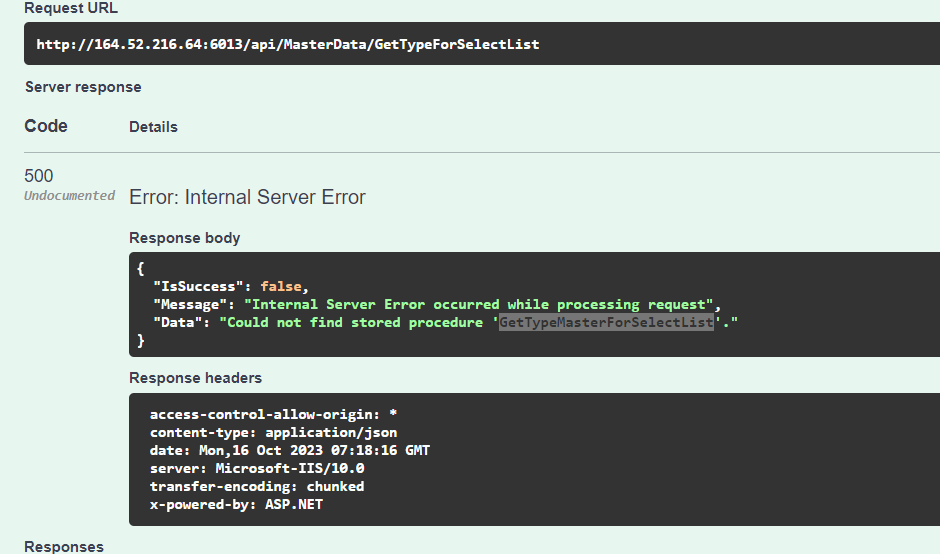 Request URL
http://164.52.216.64:6013/api/MasterData/GetTypeForSelectList
Server response
Code Details
500
Undocumented
Error: Internal Server Error
Response body
{
"IsSuccess": false,
"Message": "Internal Server Error occurred while processing request",
"Data": "Could not find stored procedure 'GetTypeMasterForSelectList'."
}
Response headers
access-control-allow-origin: *
content-type: application/json
date: Mon,16 Oct 2023 07:18:16 GMT
server: Microsoft-IIS/10.0
transfer-encoding: chunked
x-powered-by: ASP.NET
Responses